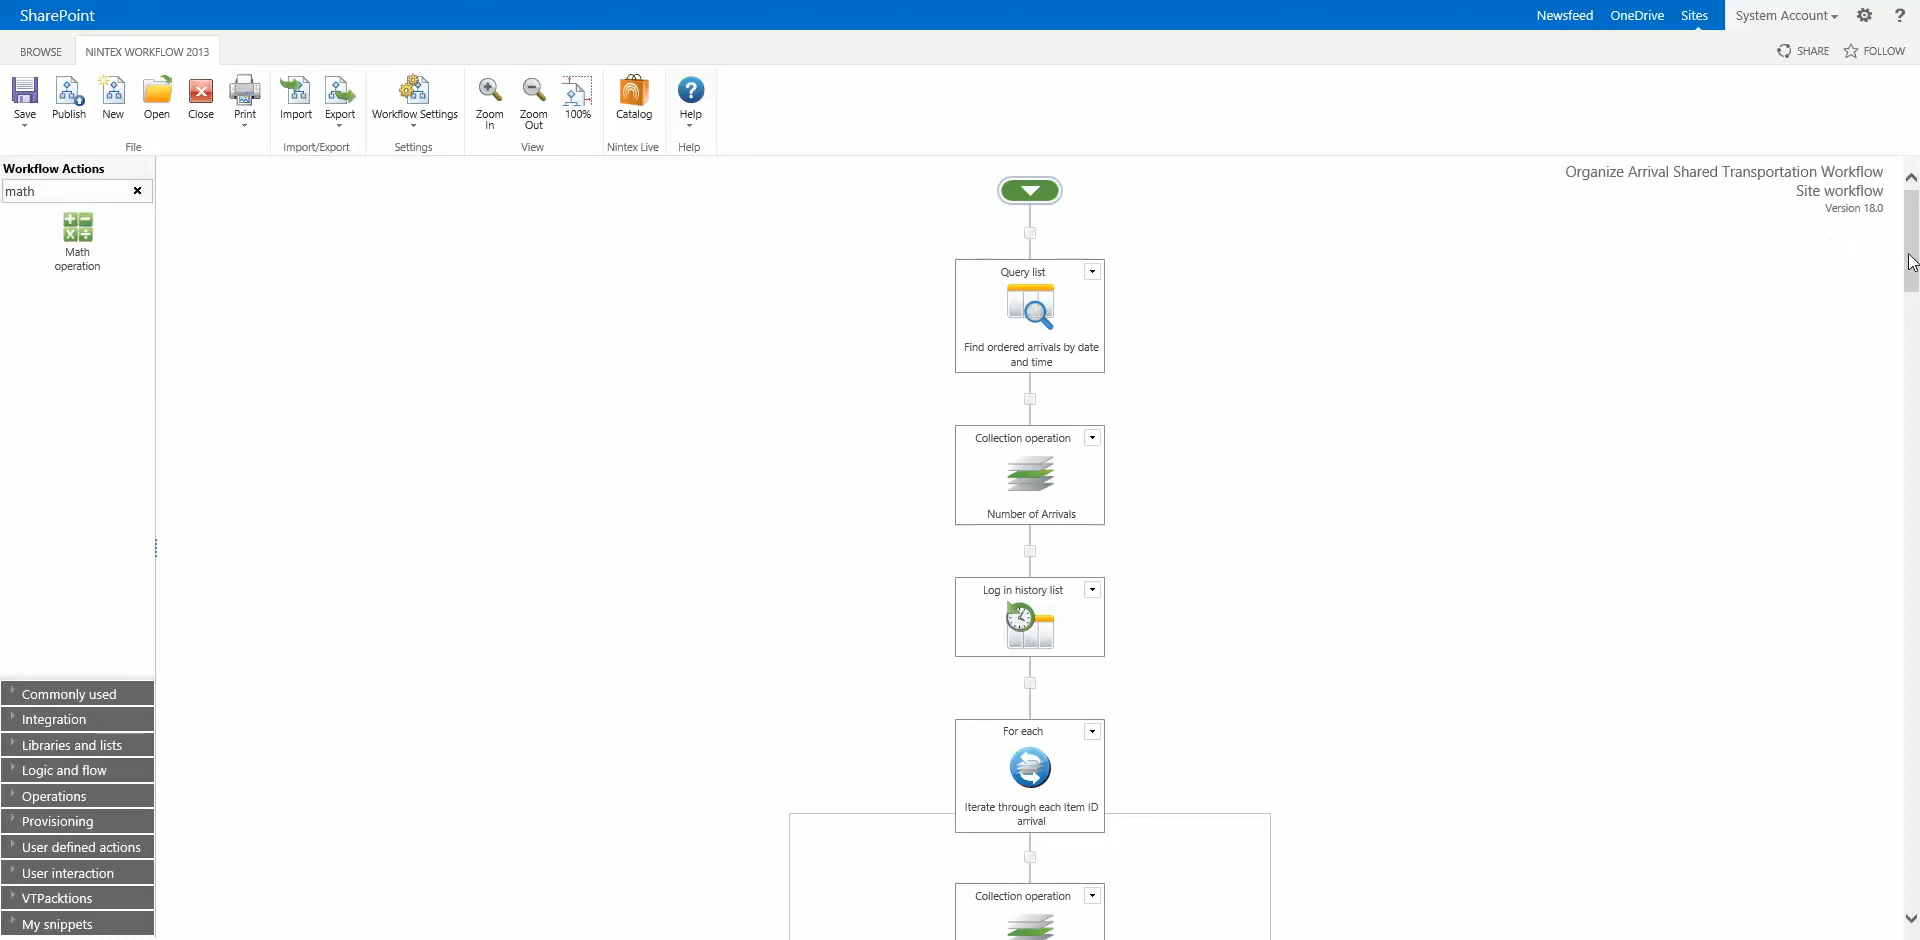 SharePoint
Newsfeed
OneDrive
Sites
System Account
?
BROWSE
NINTEX WORKFLOW 2013
SHARE
FOLLOW
Save
Publish
New
Open
Close
Print
Import
Export
Workflow Settings
Zoom
In
Zoom
Out
100%
Catalog
Help
File
Import/Export
Settings
View
Nintex Live
Help
Workflow Actions
math
Math
operation
Organize Arrival Shared Transportation Workflow
Site workflow
Version 18.0
Query list
Find ordered arrivals by date
and time
Collection operation
Number of Arrivals
Log in history list
For each
Iterate through each Item ID
arrival
Collection operation
Commonly used
Integration
Libraries and lists
Logic and flow
Operations
Provisioning
User defined actions
User interaction
VTPacktions
My snippets